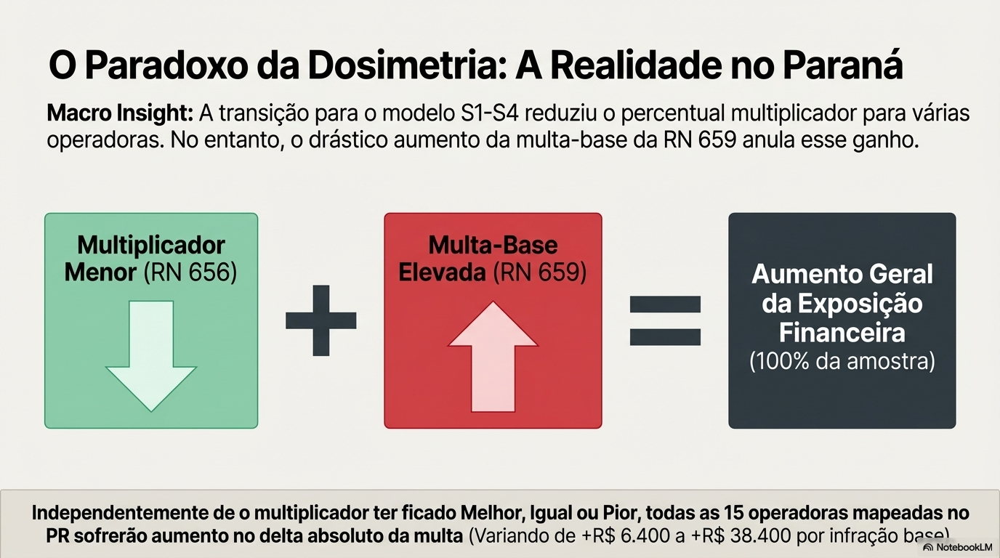 O Paradoxo da Dosimetria: A Realidade no Paraná
Macro Insight: A transição para o modelo S1-S4 reduziu o percentual multiplicador para várias
operadoras. No entanto, o drástico aumento da multa-base da RN 659 anula esse ganho.
Multiplicador
Menor (RN 656)
Multa-Base
Elevada (RN 659)
Aumento Geral
da Exposição
Financeira
(100% da amostra)
Independentemente de o multiplicador ter ficado Melhor, Igual ou Pior, todas as 15 operadoras mapeadas no
PR sofrerão aumento no delta absoluto da multa (Variando de +R$ 6.400 a +R$ 38.400 por infração base)
NotebookLM